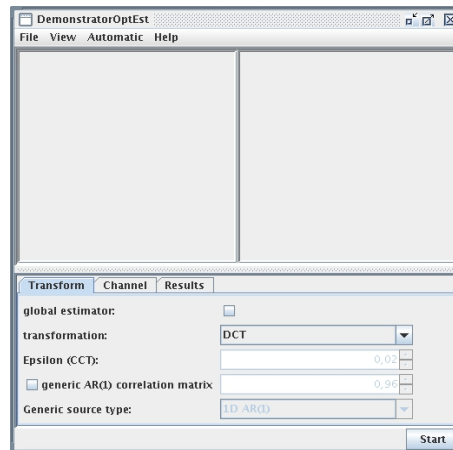 DemonstratorOptEst
File View Automatic Help
Transform Channel Results
global estimator:
transformation: DCT
Epsilon (CCT): 0,02
generic AR(1) correlation matrix 0,96
Generic source type: 1D AR(1)
Start